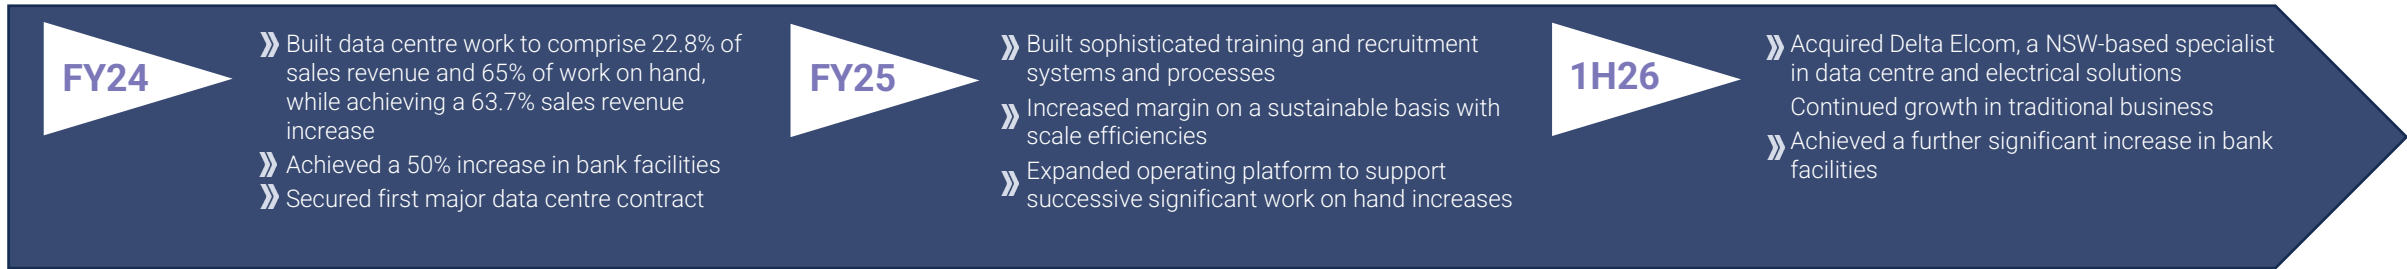 FY24
Built data centre work to comprise 22.8% of
sales revenue and 65% of work on hand,
while achieving a 63.7% sales revenue
increase
Achieved a 50% increase in bank facilities
Secured first major data centre contract
FY25
Built sophisticated training and recruitment
systems and processes
Increased margin on a sustainable basis with
scale efficiencies
Expanded operating platform to support
successive significant work on hand increases
1H26
Acquired Delta Elcom, a NSW-based specialist
in data centre and electrical solutions
Continued growth in traditional business
Achieved a further significant increase in bank
facilities